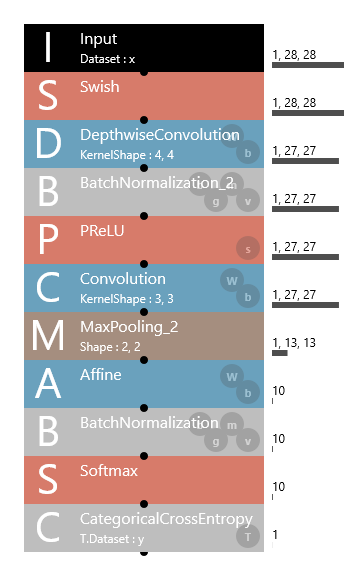 I
Input
Dataset : x
1, 28, 28
S
Swish
1, 28, 28
D
DepthwiseConvolution
KernelShape : 4, 4
W
b
1, 27, 27
B
BatchNormalization_2
m
g
v
1, 27, 27
P
PReLU
s
1, 27, 27
C
Convolution
KernelShape : 3, 3
W
b
1, 27, 27
M
MaxPooling_2
Shape : 2, 2
1, 13, 13
A
Affine
W
b
10
B
BatchNormalization
m
g
v
10
S
Softmax
10
C
CategoricalCrossEntropy
T.Dataset : y
T
1